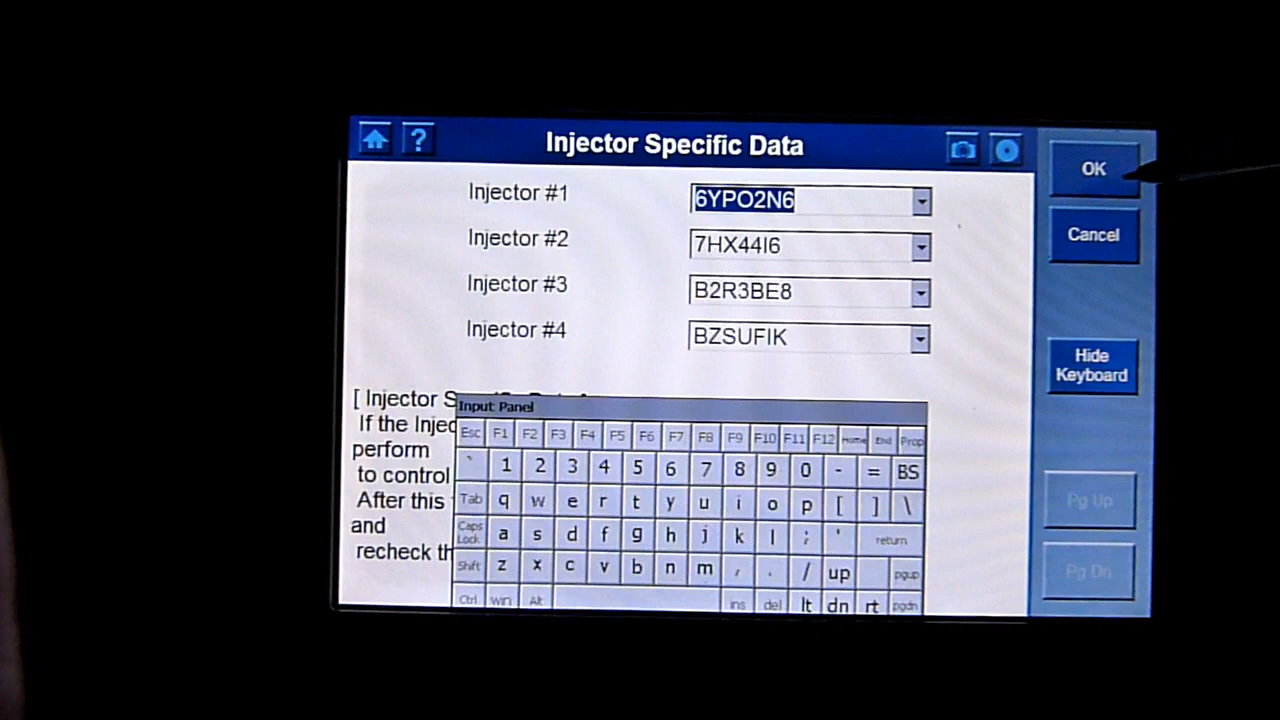 ? Injector Specific Data
OK
Injector #1 6YPO2N6
Injector #2 7HX44I6
Cancel
Injector #3 B2R3BE8
Injector #4 BZSUFIK
Hide
Keyboard
[ Injector
If the
perform
to control
After this
and
recheck
Input Panel
Esc F1 F2 F3 F4 F5 F6 F7 F8 F9 F10 F11 F12 Home End
` 1 2 3 4 5 6 7 8 9 0 - = BS
Tab q w e r t y u i o p [ ] \
Caps
Lock a s d f g h j k l ; ' return
Shift z x c v b n m , . / up pgup
Ctrl Win Alt ins del lt dn rt pgdn
Pg Up
Pg Dn